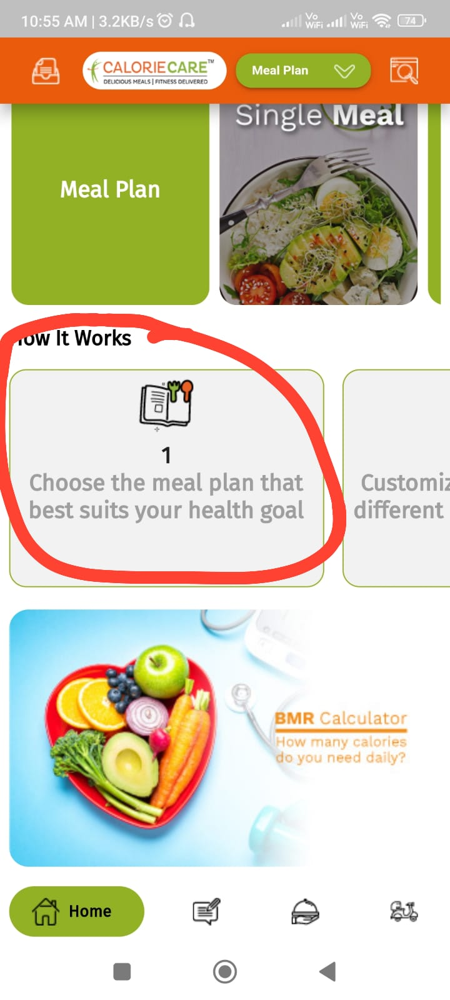 10:55 AM | 3.2KB/s
Vo WiFi
Vo WiFi
74
CALORIECARE™
DELICIOUS MEALS | FITNESS DELIVERED
Meal Plan
Single Meal
Meal Plan
It Works
1
Choose the meal plan that
best suits your health goal
different
BMR Calculator
How many calories
do you need daily?
Home